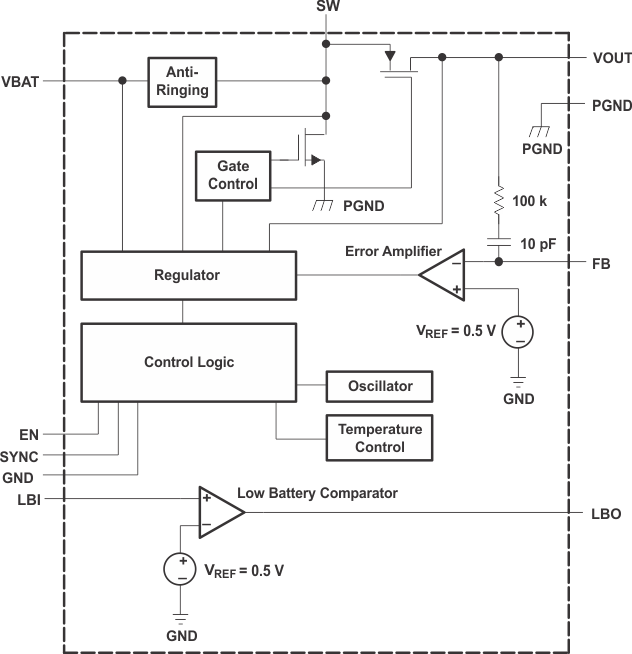 SW
VBAT
Anti-
Ringing
VOUT
PGND
PGND
Gate
Control
PGND
100 k
10 pF
Error Amplifier
−
+
FB
Regulator
VREF = 0.5 V
+
−
GND
Control Logic
Oscillator
Temperature
Control
EN
SYNC
GND
LBI
Low Battery Comparator
+
−
LBO
+
−
VREF = 0.5 V
GND